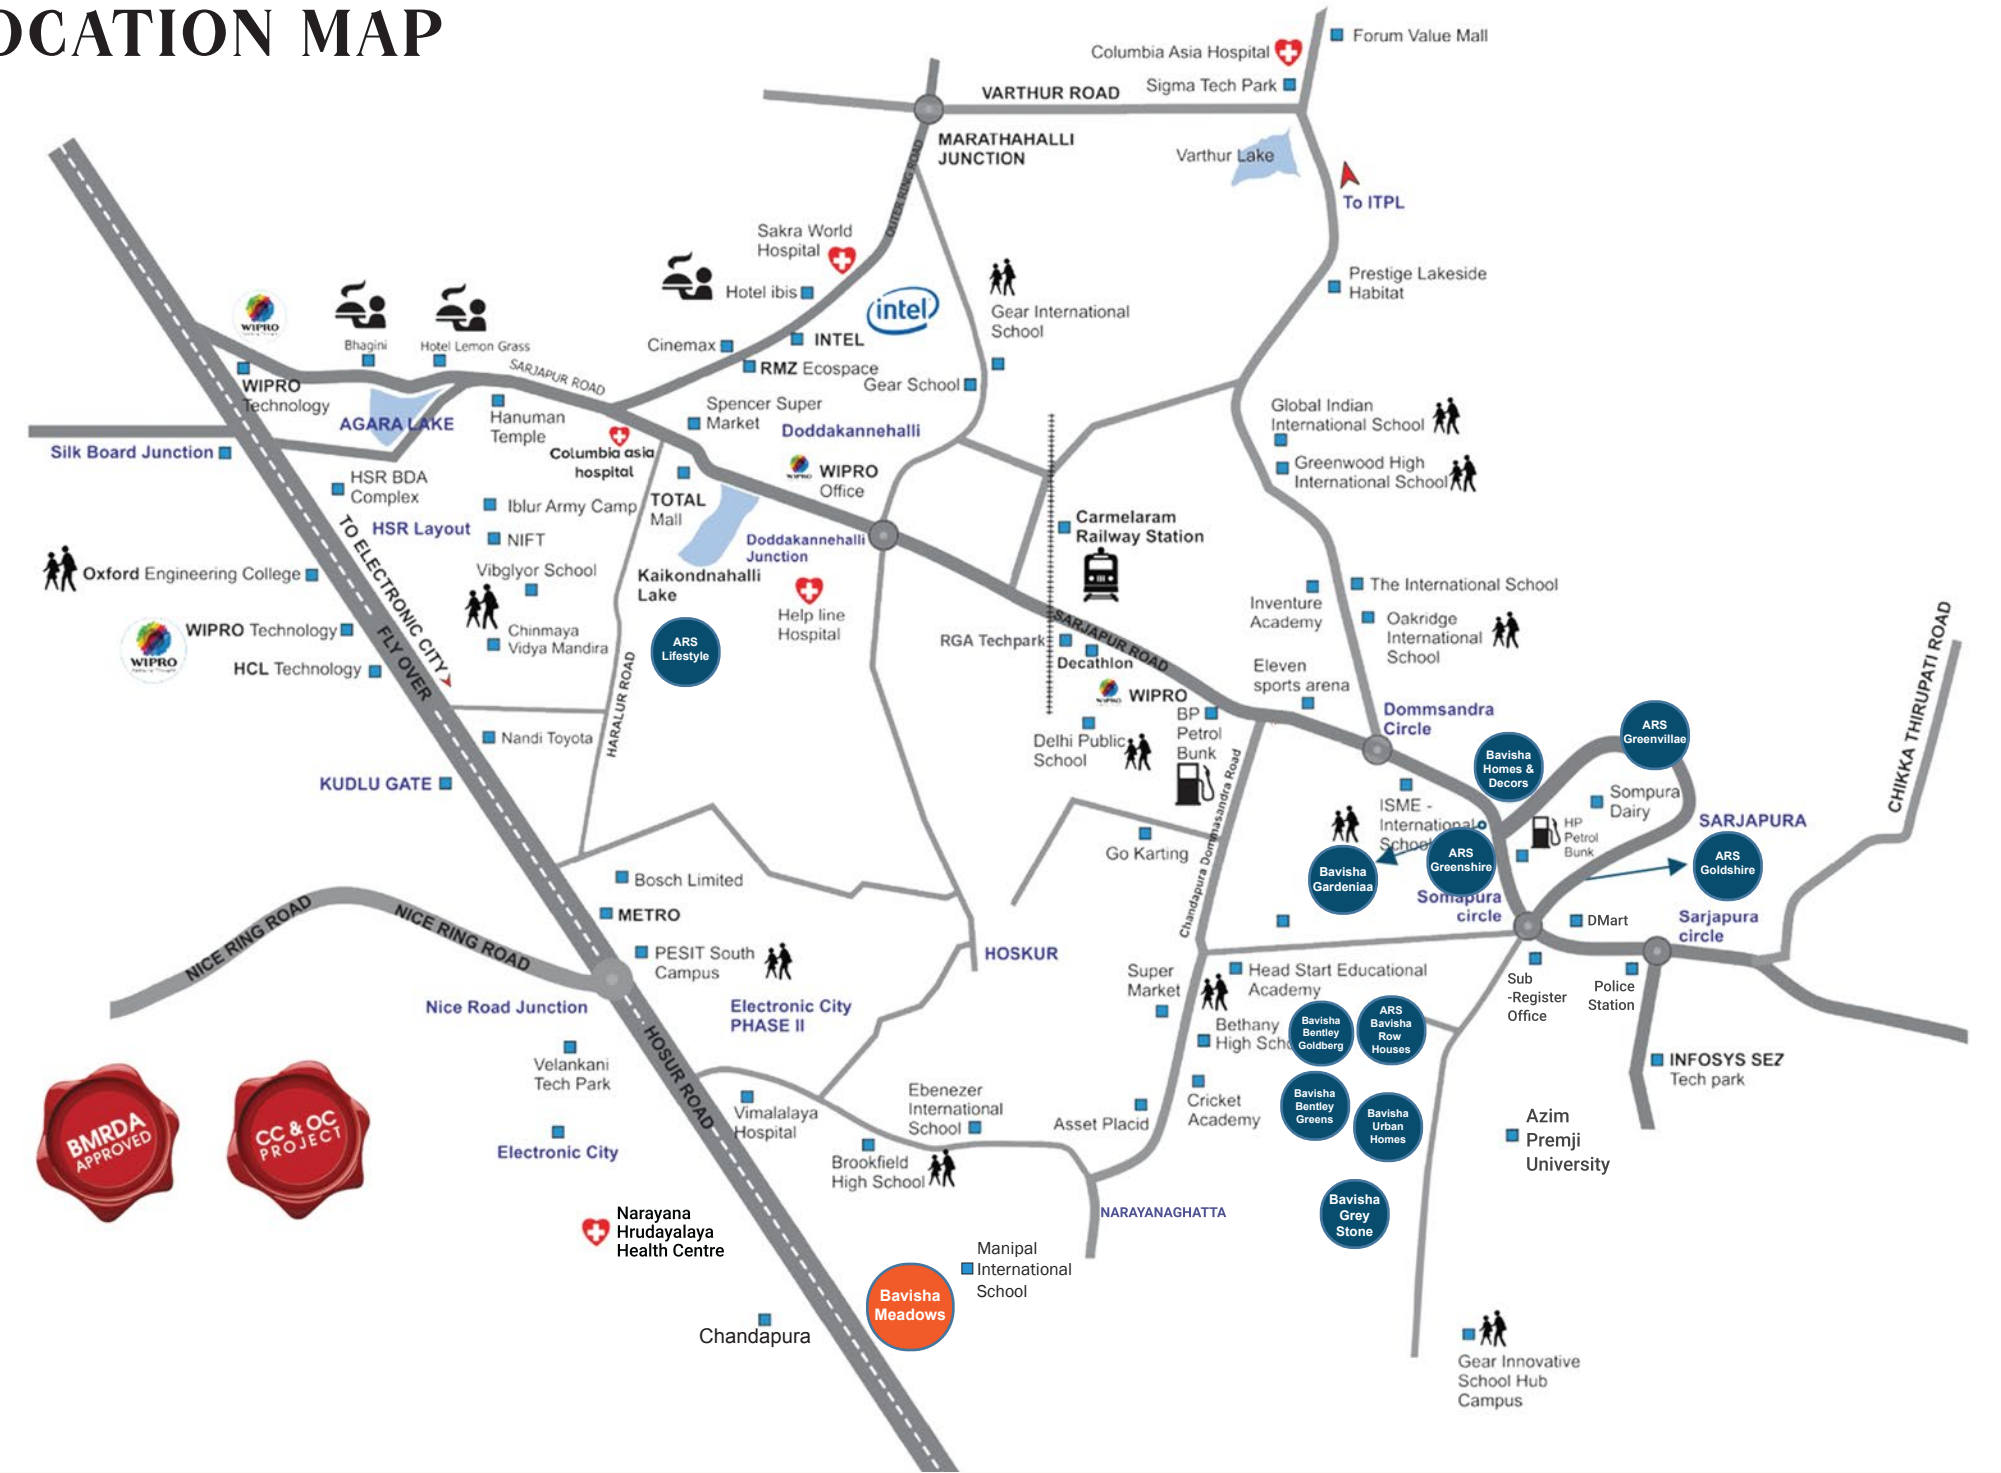 OCATION MAP
Columbia Asia Hospital
Forum Value Mall
VARTHUR ROAD
Sigma Tech Park
MARATHAHALLI
JUNCTION
OUTER RING ROAD
Varthur Lake
To ITPL
Sakra World
Hospital
Hotel ibis
intel
Gear International
School
Prestige Lakeside
Habitat
WIPRO
Bhagini
Hotel Lemon Grass
Cinemax
INTEL
RMZ Ecospace
SARJAPUR ROAD
Gear School
WIPRO
Technology
AGARA LAKE
Hanuman
Temple
Spencer Super
Market
Doddakannehalli
Global Indian
International School
Silk Board Junction
Columbia asia
hospital
WIPRO
WIPRO
Office
Greenwood High
International School
HSR BDA
Complex
Iblur Army Camp
TOTAL
Mall
HSR Layout
NIFT
Doddakannehalli
Junction
Carmelaram
Railway Station
TO ELECTRONIC CITY
FLY OVER
Oxford Engineering College
Vibglyor School
Kaikondnahalli
Lake
The International School
Help line
Hospital
Inventure
Academy
Oakridge
International
School
WIPRO
WIPRO Technology
Chinmaya
Vidya Mandira
ARS
Lifestyle
RGA Techpark
SARJAPUR ROAD
Decathlon
HCL Technology
HARALUR ROAD
Eleven
sports arena
WIPRO
WIPRO
BP
Petrol
Bunk
Delhi Public
School
Nandi Toyota
Dommsandra
Circle
ARS
Greenvillae
CHIKKA THIRUPATI ROAD
KUDLU GATE
Bavisha
Homes &
Decors
Chandapura Dommasandra Road
ISME -
International
School
Sompura
Dairy
HP
Petrol
Bunk
SARJAPURA
Go Karting
Bavisha
Gardeniaa
ARS
Greenshire
ARS
Goldshire
Bosch Limited
METRO
Somapura
circle
DMart
Sarjapura
circle
NICE RING ROAD
NICE RING ROAD
PESIT South
Campus
HOSKUR
Super
Market
Head Start Educational
Academy
Sub
-Register
Office
Police
Station
Nice Road Junction
Electronic City
PHASE II
Bethany
High Scho
Bavisha
Bentley
Goldberg
ARS
Bavisha
Row
Houses
HOSUR ROAD
Velankani
Tech Park
INFOSYS SEZ
Tech park
BMRDA
APPROVED
CC & OC
PROJECT
Vimalalaya
Hospital
Ebenezer
International
School
Asset Placid
Cricket
Academy
Bavisha
Bentley
Greens
Bavisha
Urban
Homes
Azim
Premji
University
Electronic City
Brookfield
High School
Narayana
Hrudayalaya
Health Centre
NARAYANAGHATTA
Bavisha
Grey
Stone
Manipal
International
School
Bavisha
Meadows
Chandapura
Gear Innovative
School Hub
Campus